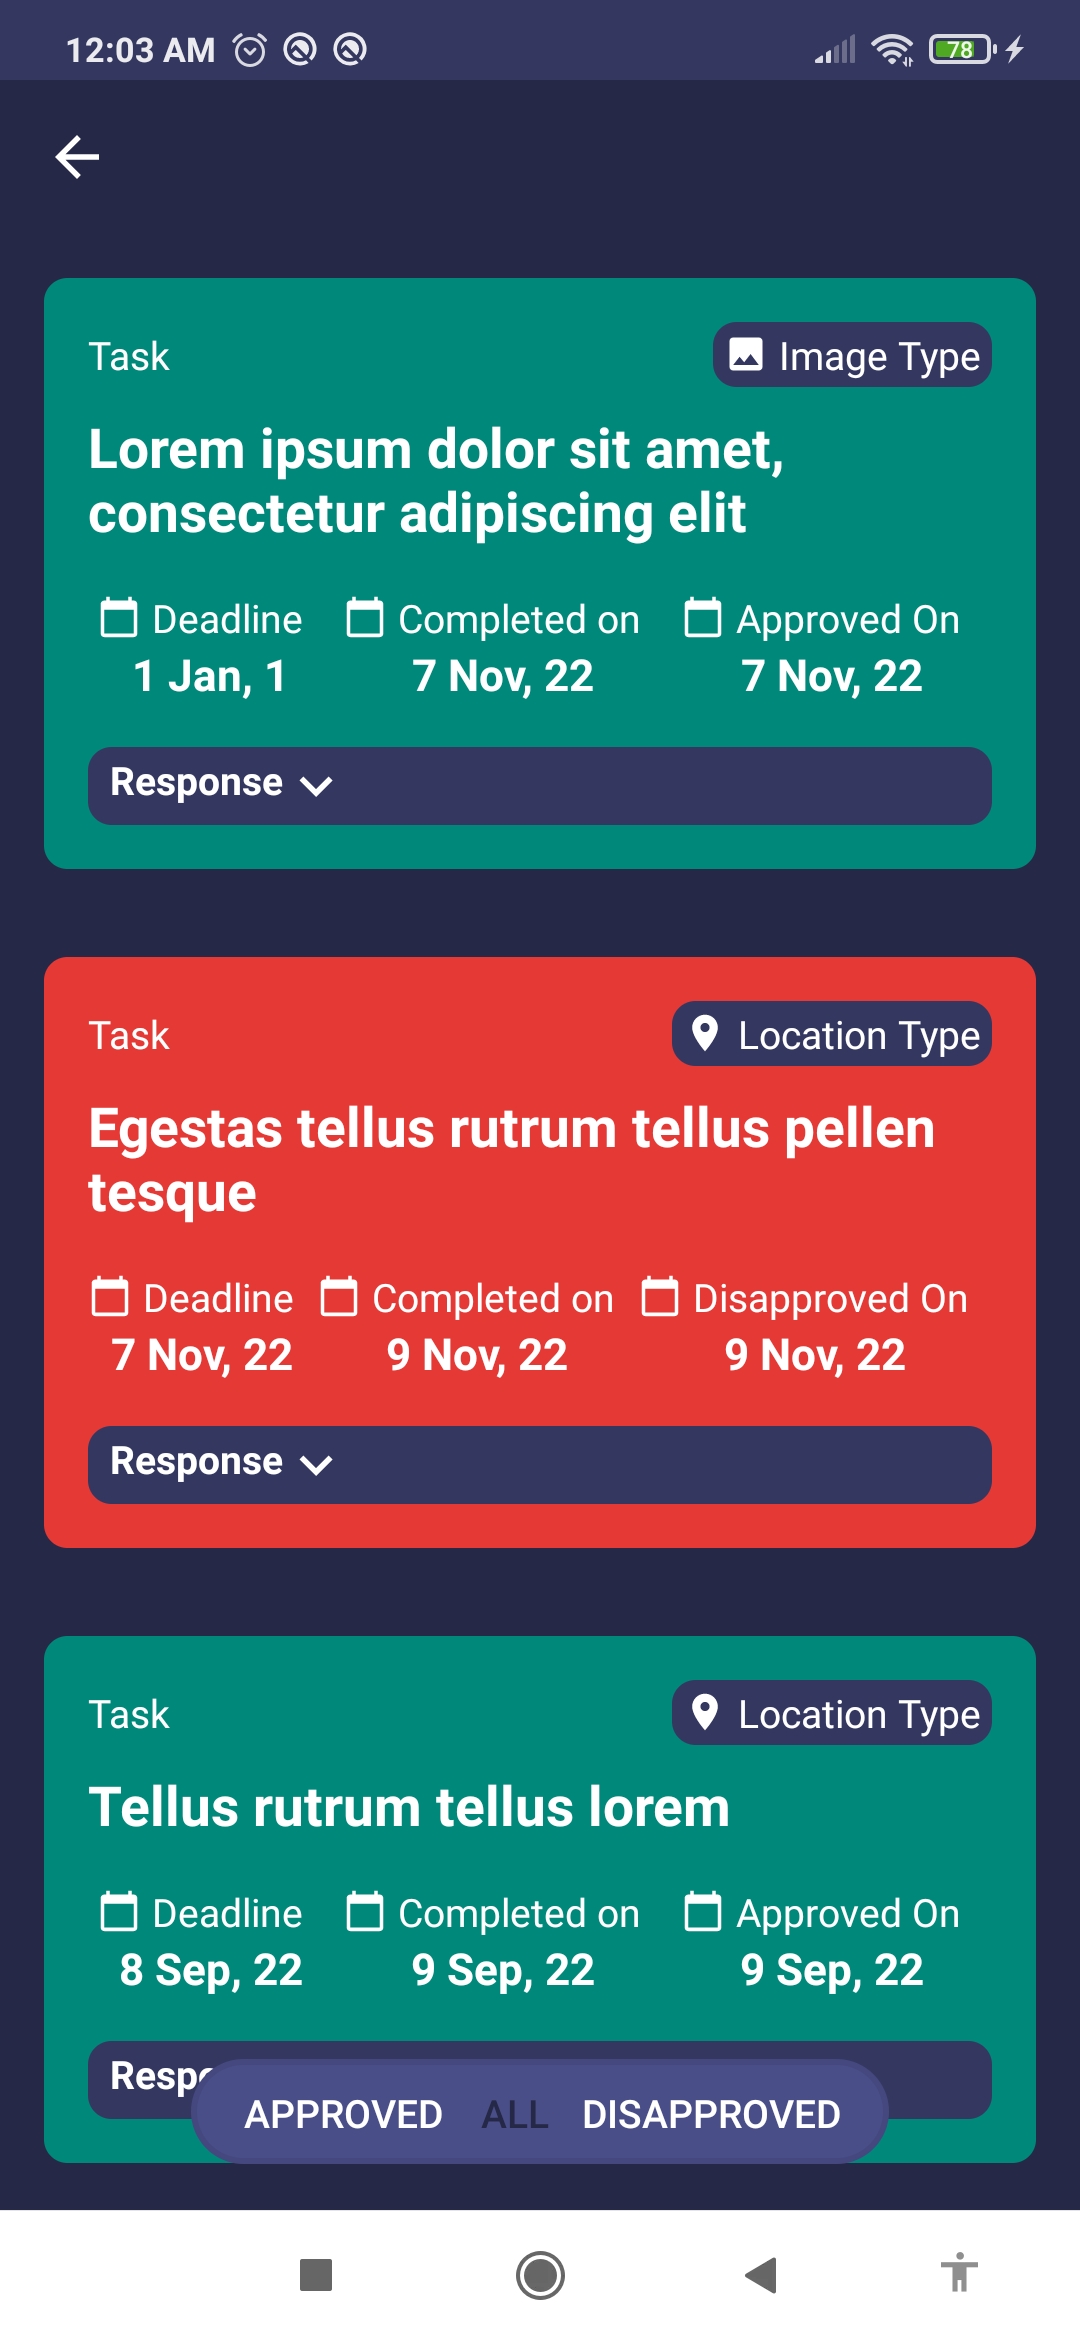 12:03 AM 78
Task Image Type
Lorem ipsum dolor sit amet,
consectetur adipiscing elit
Deadline Completed on Approved On
1 Jan, 1 7 Nov, 22 7 Nov, 22
Response
Task Location Type
Egestas tellus rutrum tellus pellen
tesque
Deadline Completed on Disapproved On
7 Nov, 22 9 Nov, 22 9 Nov, 22
Response
Task Location Type
Tellus rutrum tellus lorem
Deadline Completed on Approved On
8 Sep, 22 9 Sep, 22 9 Sep, 22
APPROVED ALL DISAPPROVED